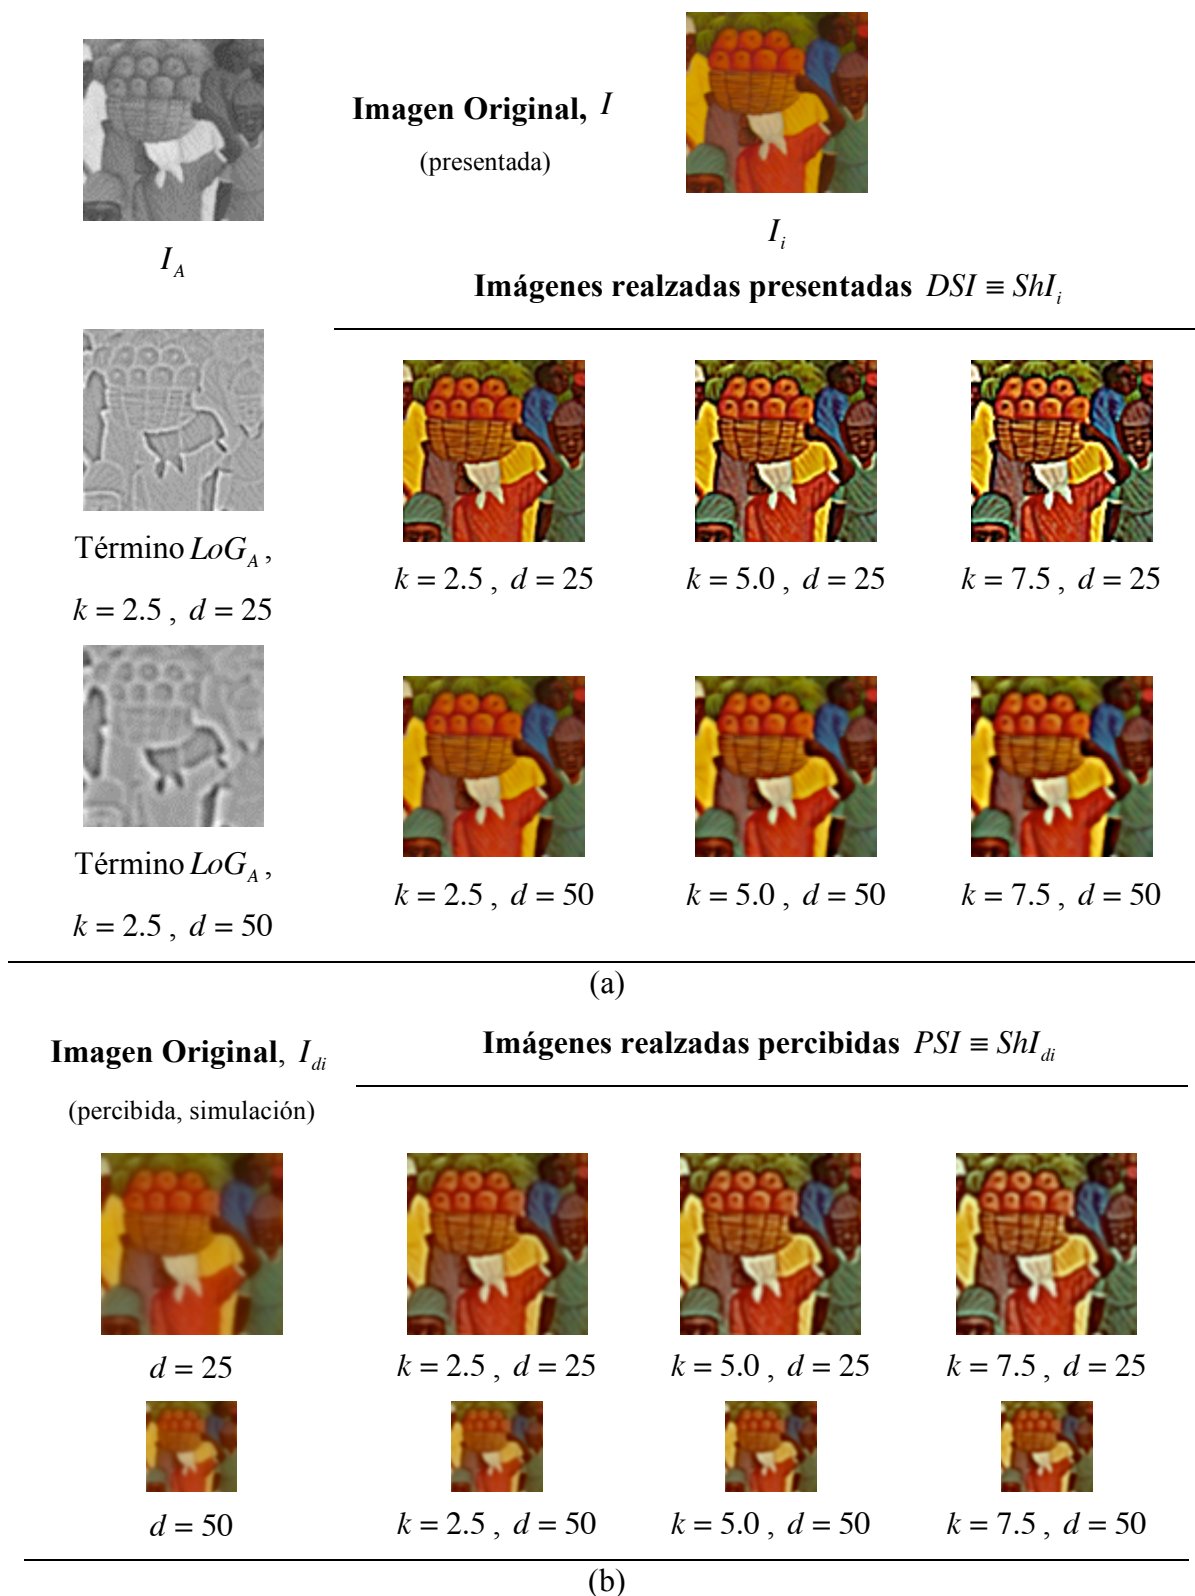 Imagen Original, I
(presentada)
I_A
I_i
Imágenes realzadas presentadas DSI ≡ ShI_i
Término LoG_A ,
k = 2.5 , d = 25
k = 2.5 , d = 25
k = 5.0 , d = 25
k = 7.5 , d = 25
Término LoG_A ,
k = 2.5 , d = 50
k = 2.5 , d = 50
k = 5.0 , d = 50
k = 7.5 , d = 50
(a)
Imagen Original, I_di
(percibida, simulación)
Imágenes realzadas percibidas PSI ≡ ShI_di
d = 25
k = 2.5 , d = 25
k = 5.0 , d = 25
k = 7.5 , d = 25
d = 50
k = 2.5 , d = 50
k = 5.0 , d = 50
k = 7.5 , d = 50
(b)